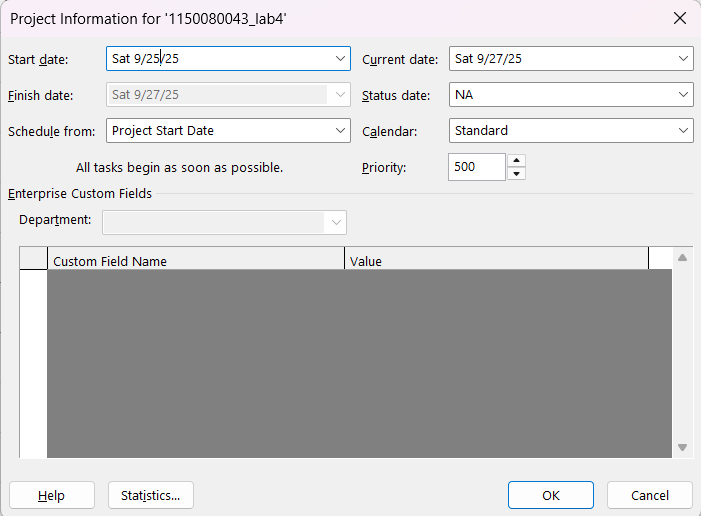 Project Information for '1150080043_lab4'
Start date: Sat 9/25/25 Current date: Sat 9/27/25
Finish date: Sat 9/27/25 Status date: NA
Schedule from: Project Start Date Calendar: Standard
All tasks begin as soon as possible. Priority: 500
Enterprise Custom Fields
Department:
Custom Field Name Value
Help Statistics... OK Cancel